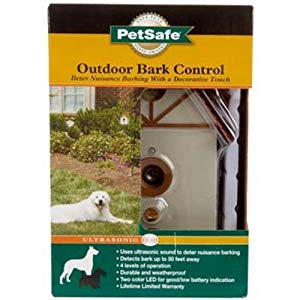 PetSafe®
Outdoor Bark Control
Deter Nuisance Barking With a Decorative Touch
ULTRASONIC
• Uses ultrasonic sound to deter nuisance barking
• Detects bark up to 50 feet away
• 4 levels of operation
• Durable and weatherproof
• Two color LED for good/low battery indication
• Lifetime Limited Warranty